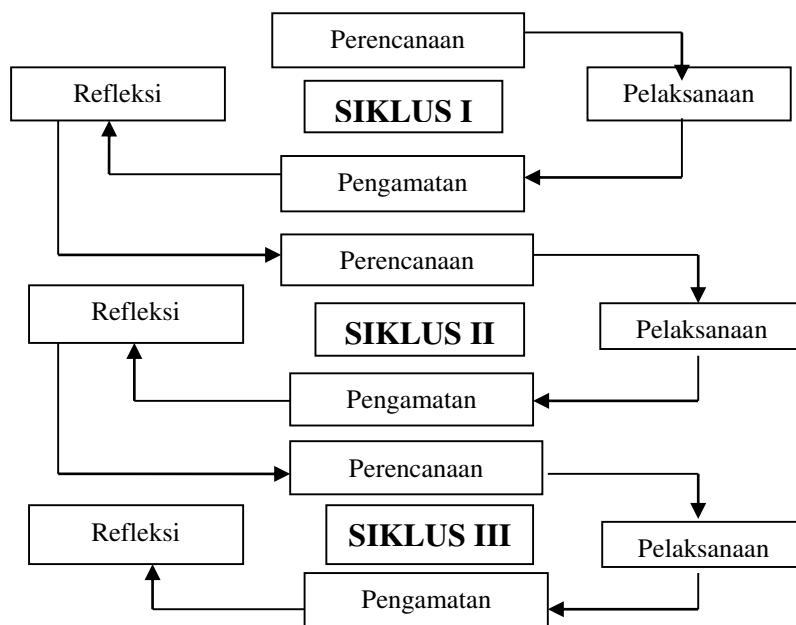 Perencanaan
Refleksi
SIKLUS I
Pelaksanaan
Pengamatan
Perencanaan
Refleksi
SIKLUS II
Pelaksanaan
Pengamatan
Perencanaan
Refleksi
SIKLUS III
Pelaksanaan
Pengamatan